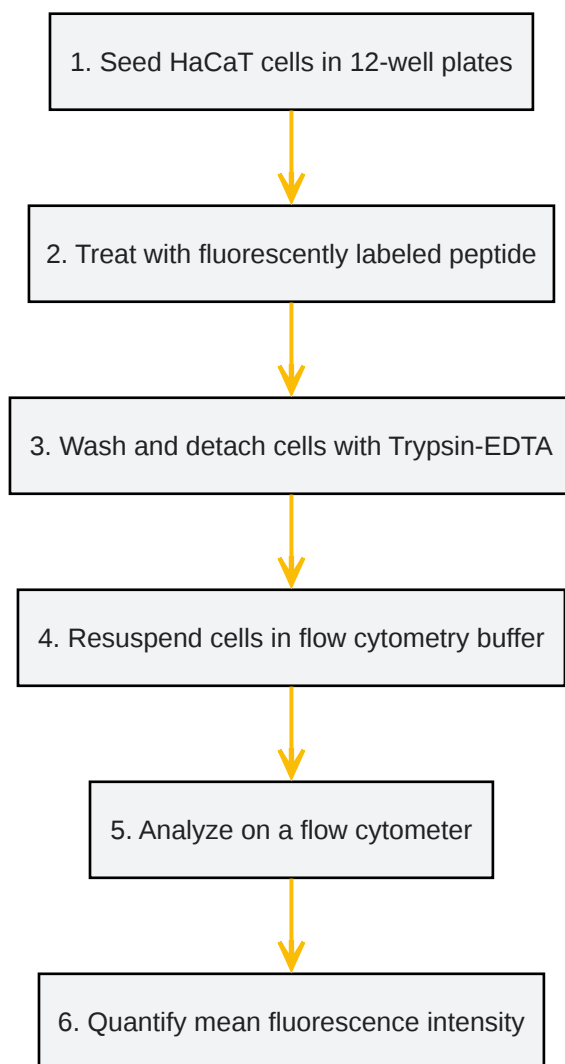 1. Seed HaCaT cells in 12-well plates
2. Treat with fluorescently labeled peptide
3. Wash and detach cells with Trypsin-EDTA
4. Resuspend cells in flow cytometry buffer
5. Analyze on a flow cytometer
6. Quantify mean fluorescence intensity